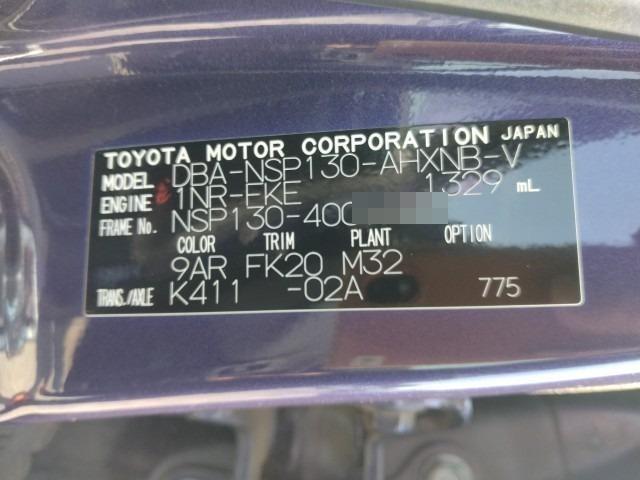 TOYOTA MOTOR CORPORATION JAPAN
MODEL DBA-NSP130-AHXNB-V
ENGINE 1NR-FKE 1329 mL
FRAME No. NSP130-400
COLOR TRIM PLANT OPTION
9AR FK20 M32
TRANS./AXLE K411 -02A 775